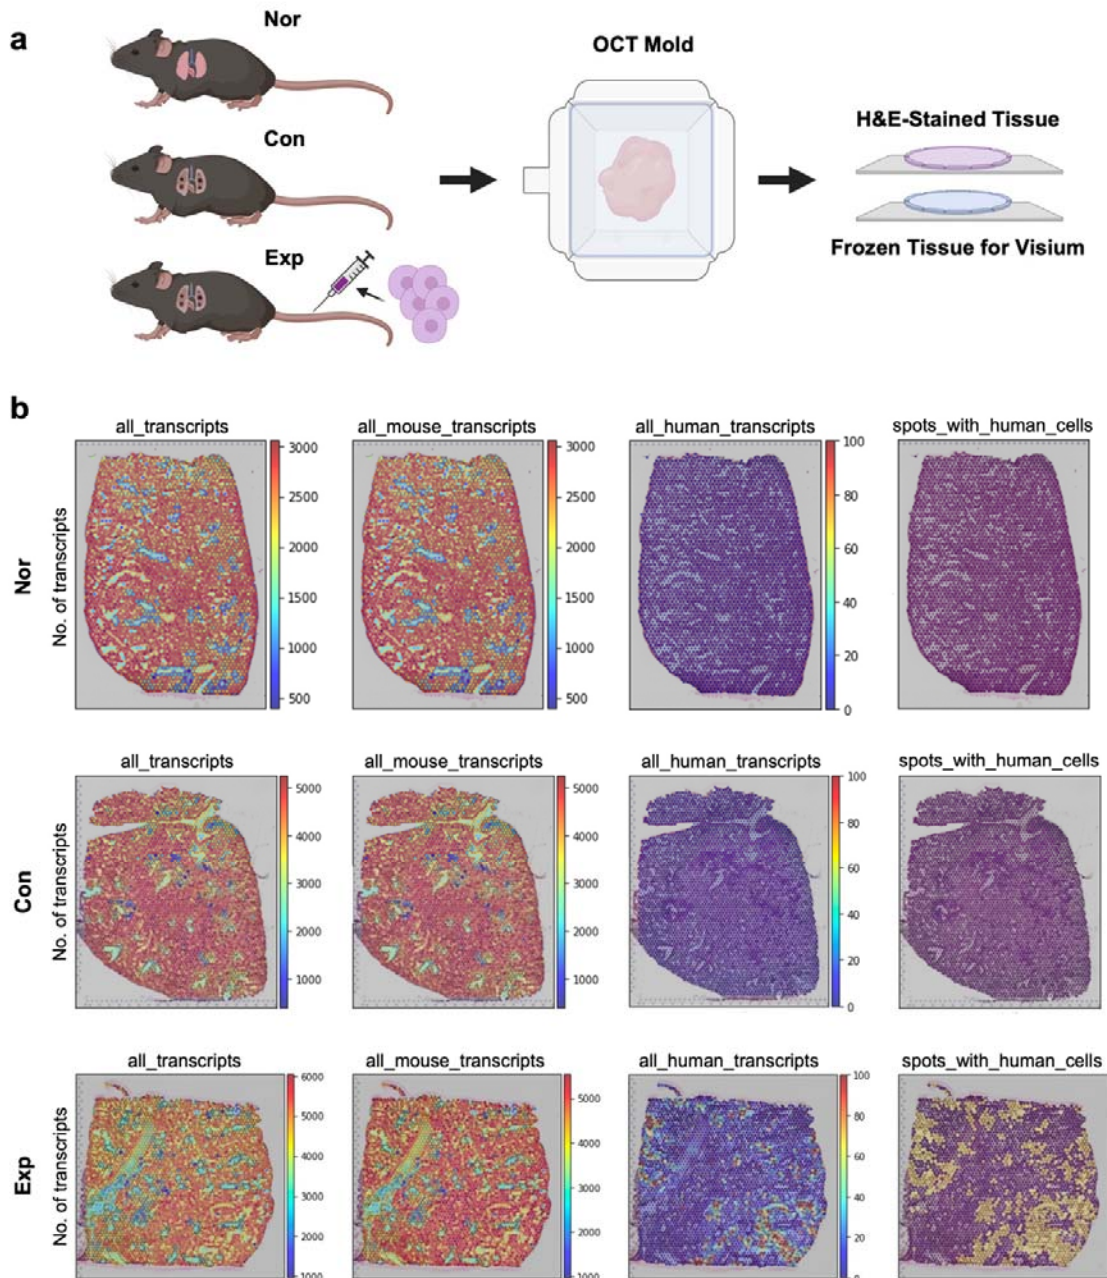 a
Nor
Con
Exp
OCT Mold
H&E-Stained Tissue
Frozen Tissue for Visium
b
Nor
No. of transcripts
all_transcripts
3000
2500
2000
1500
1000
500
all_mouse_transcripts
3000
2500
2000
1500
1000
500
all_human_transcripts
100
80
60
40
20
0
spots_with_human_cells
Con
No. of transcripts
all_transcripts
5000
4000
3000
2000
1000
all_mouse_transcripts
5000
4000
3000
2000
1000
all_human_transcripts
100
80
60
40
20
0
spots_with_human_cells
Exp
No. of transcripts
all_transcripts
6000
5000
4000
3000
2000
1000
all_mouse_transcripts
5000
4000
3000
2000
1000
all_human_transcripts
100
80
60
40
20
0
spots_with_human_cells